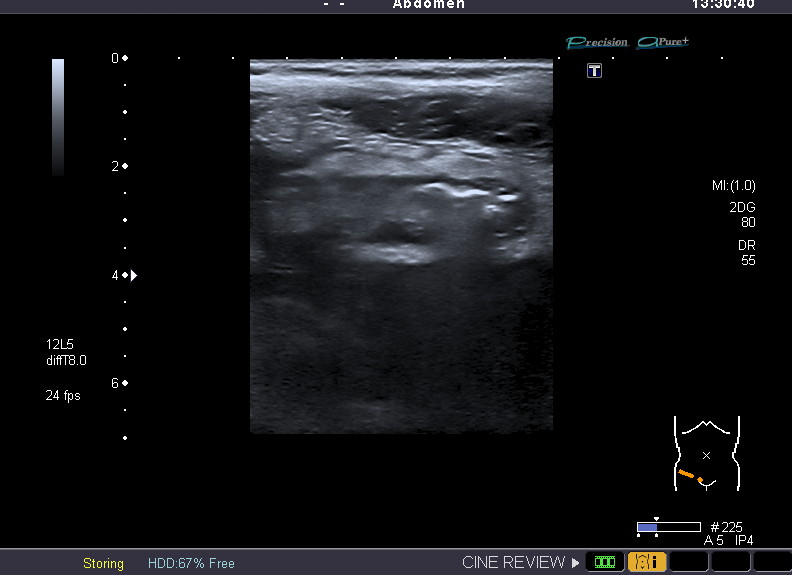 - - Abdomen 13:30:40
Precision APure+
T
0
2
4
6
MI:(1.0)
2DG
80
DR
55
12L5
diffT8.0
24 fps
#225
A 5 IP4
Storing HDD:67% Free CINE REVIEW
i